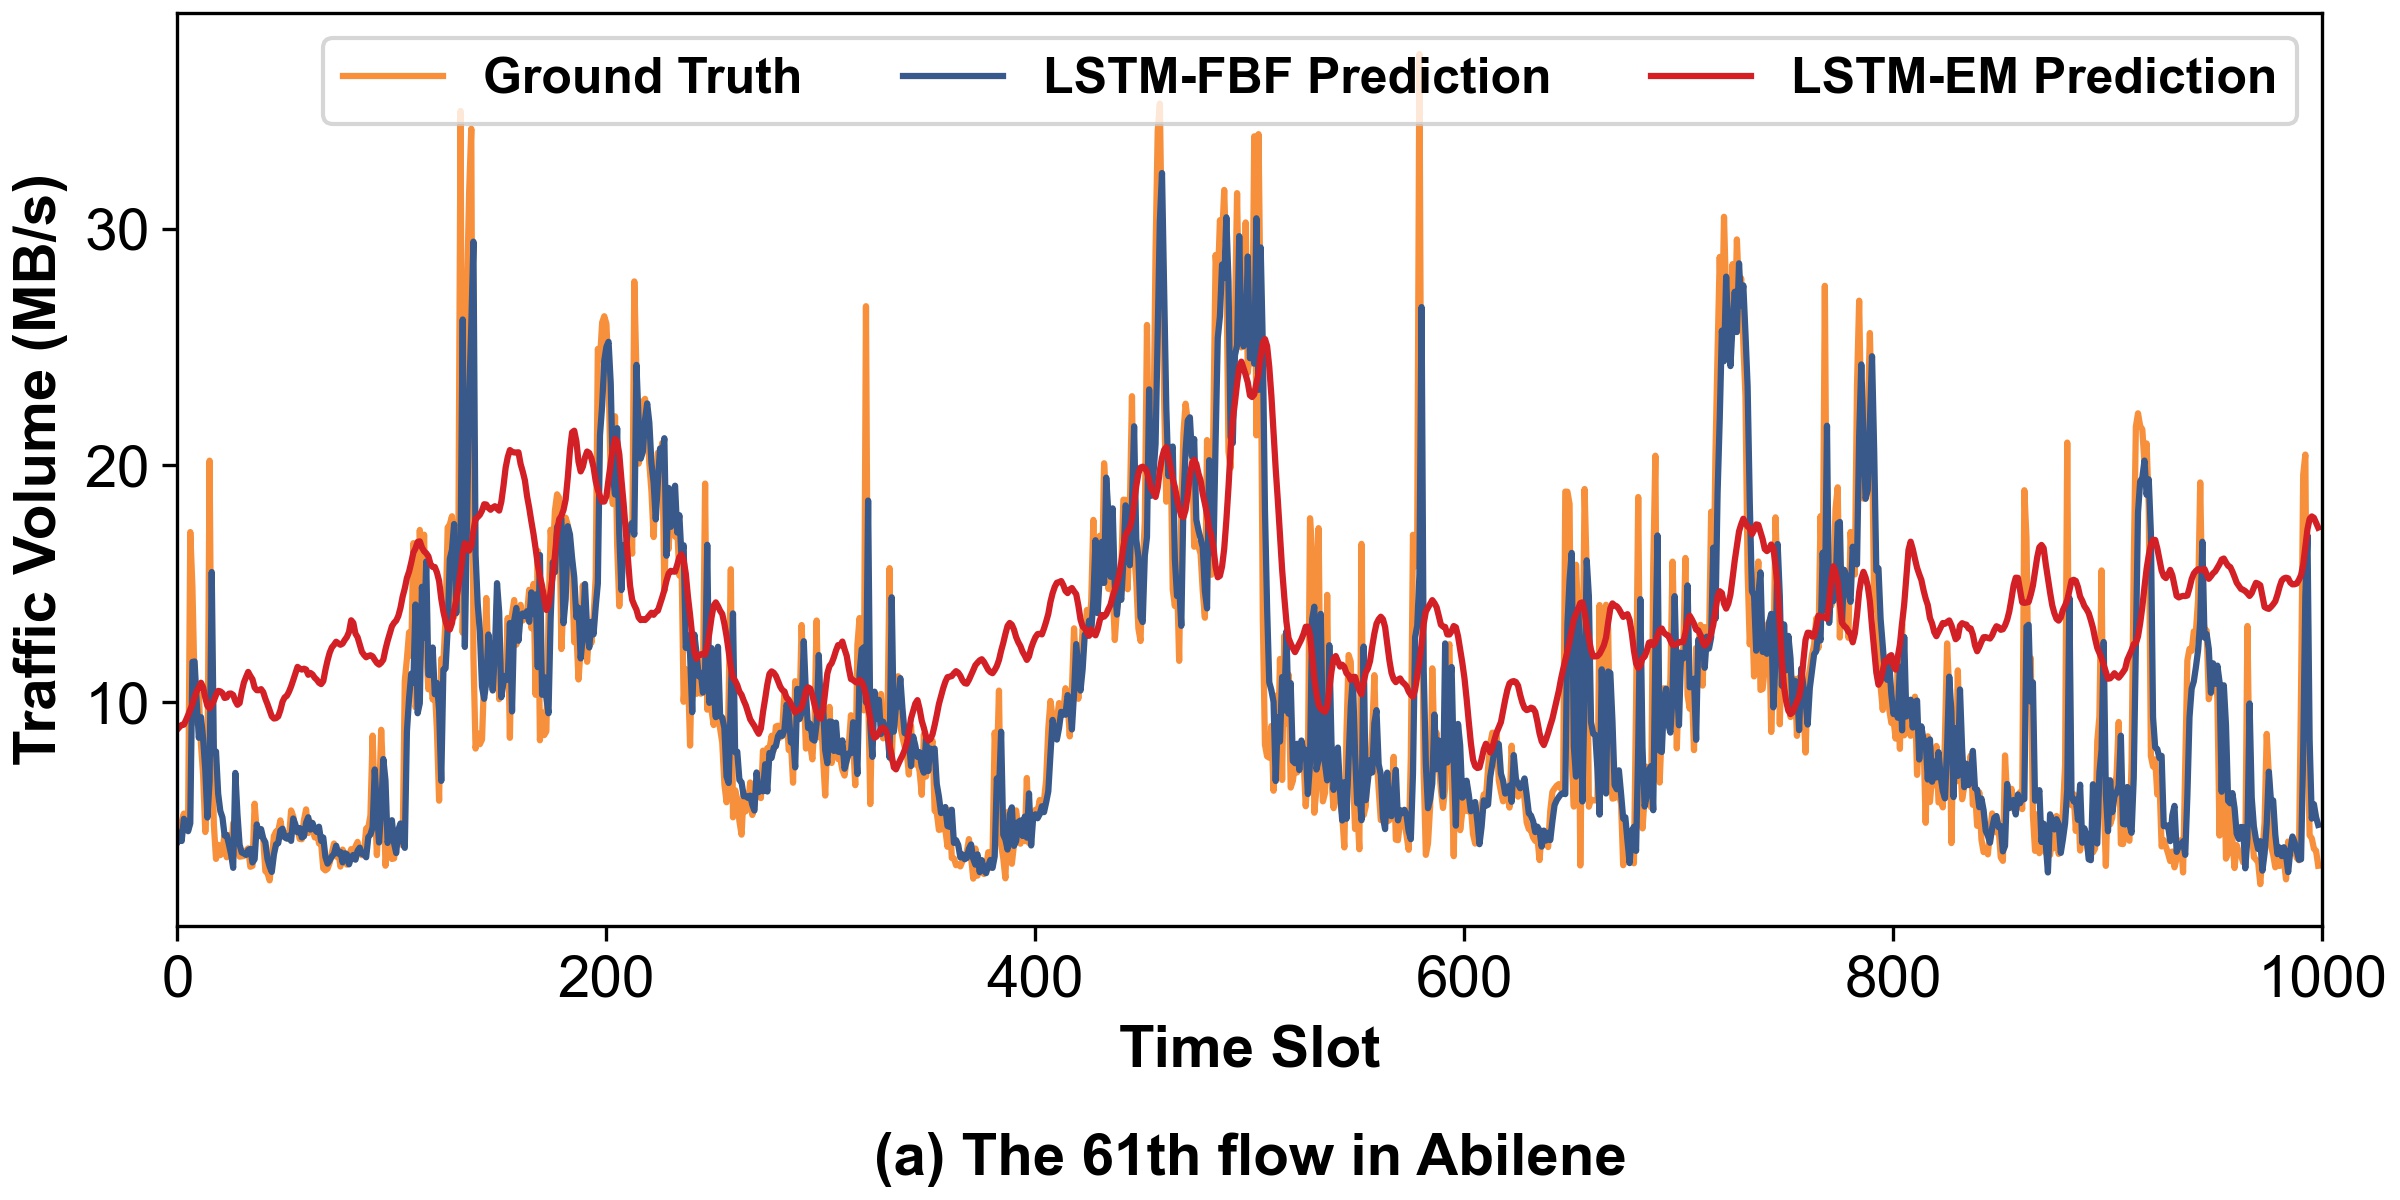 Ground Truth LSTM-FBF Prediction LSTM-EM Prediction
Traffic Volume (MB/s)
30
20
10
0 200 400 600 800 1000
Time Slot
(a) The 61th flow in Abilene